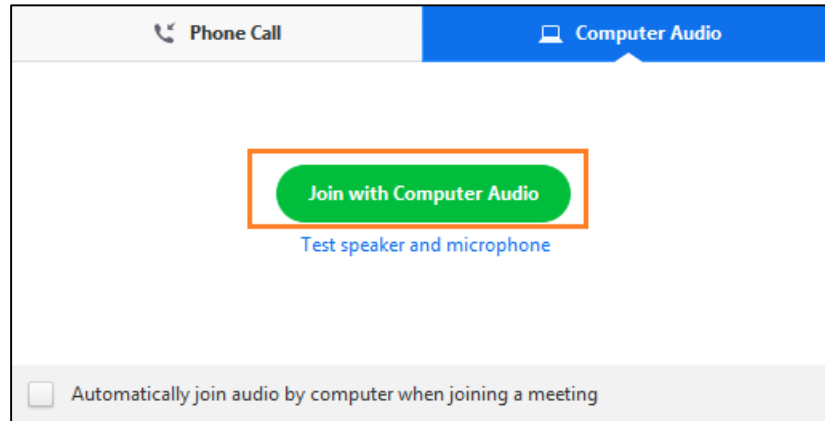 Phone Call
Computer Audio
Join with Computer Audio
Test speaker and microphone
Automatically join audio by computer when joining a meeting